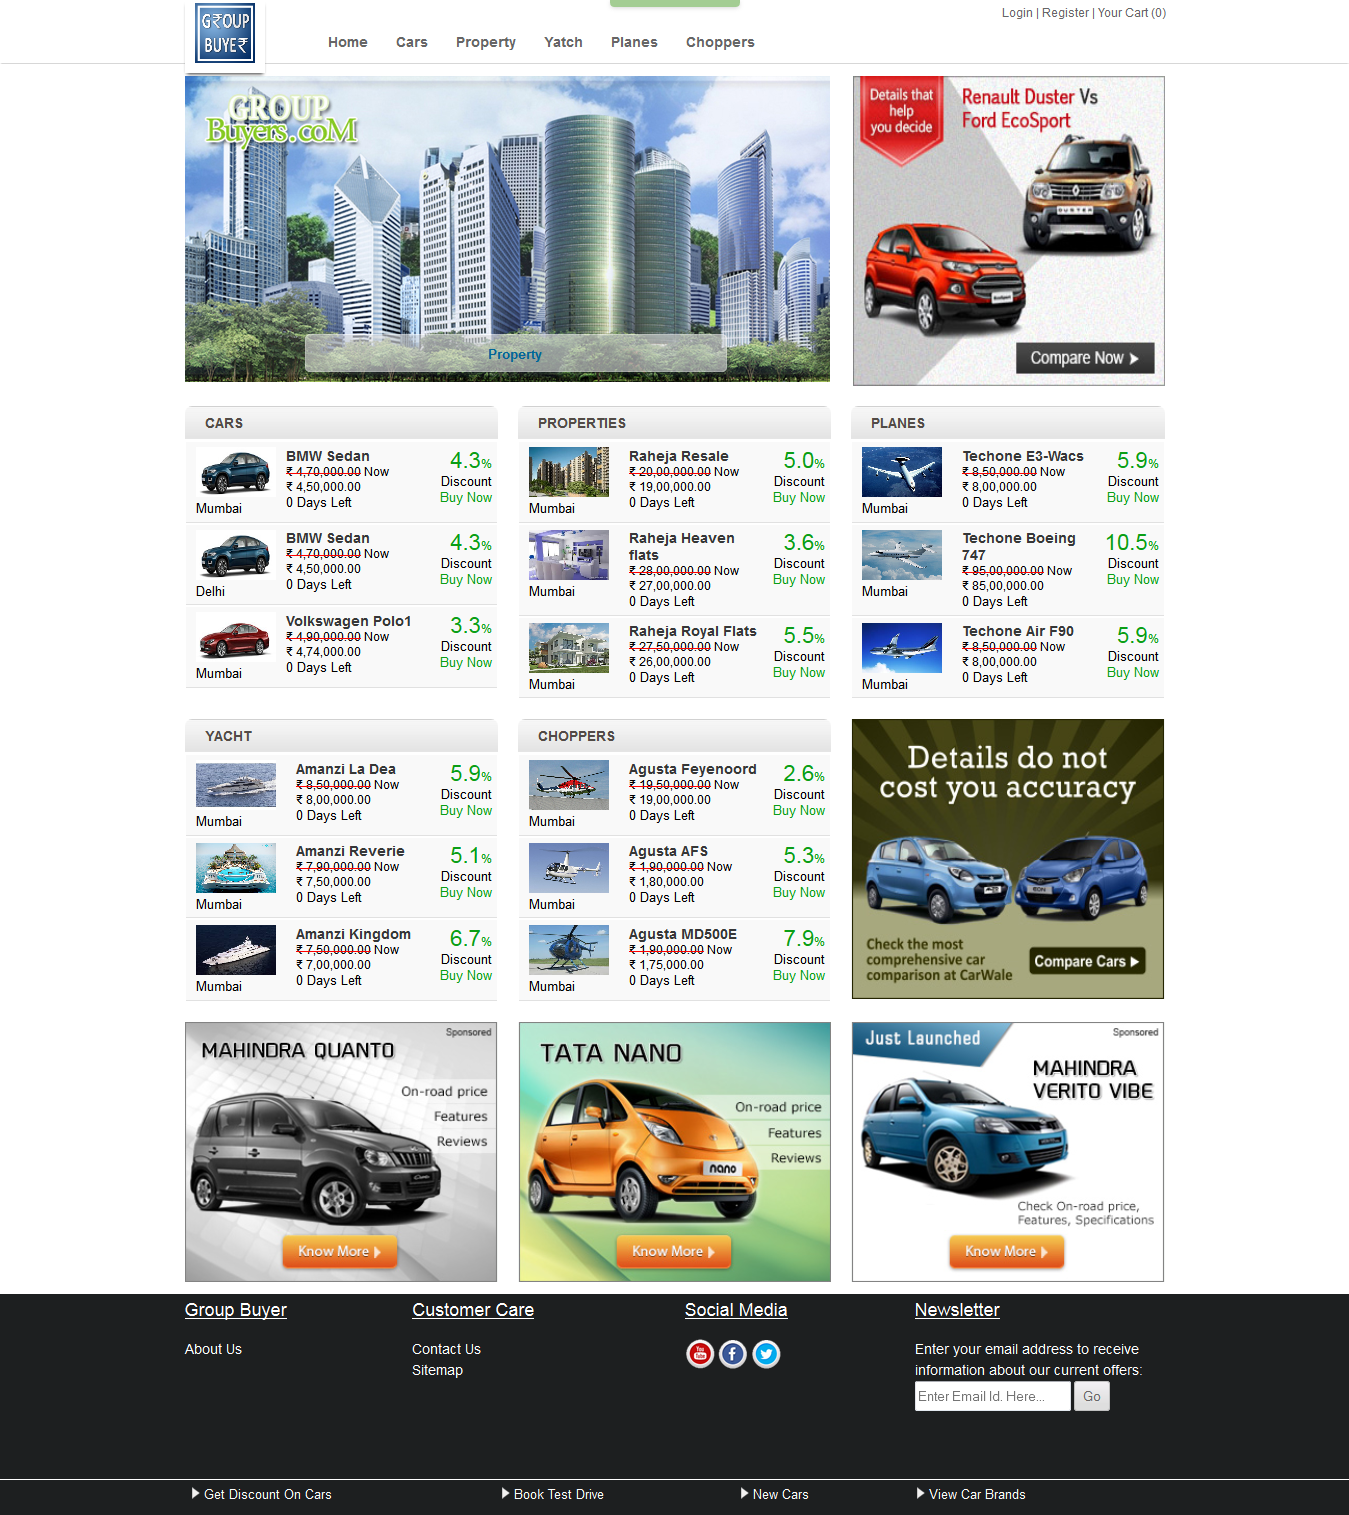 GROUP
BUYER
Login | Register | Your Cart (0)
Home Cars Property Yatch Planes Choppers
GROUP
Buyers.coM
Property
Details that
help
you decide
Renault Duster Vs
Ford EcoSport
DUSTER
EcoSport
Compare Now
CARS
BMW Sedan
₹ 4,70,000.00 Now
₹ 4,50,000.00
0 Days Left
Mumbai
4.3%
Discount
Buy Now
BMW Sedan
₹ 4,70,000.00 Now
₹ 4,50,000.00
0 Days Left
Delhi
4.3%
Discount
Buy Now
Volkswagen Polo1
₹ 4,90,000.00 Now
₹ 4,74,000.00
0 Days Left
Mumbai
3.3%
Discount
Buy Now
PROPERTIES
Raheja Resale
₹ 20,00,000.00 Now
₹ 19,00,000.00
0 Days Left
Mumbai
5.0%
Discount
Buy Now
Raheja Heaven
flats
₹ 28,00,000.00 Now
₹ 27,00,000.00
0 Days Left
Mumbai
3.6%
Discount
Buy Now
Raheja Royal Flats
₹ 27,50,000.00 Now
₹ 26,00,000.00
0 Days Left
Mumbai
5.5%
Discount
Buy Now
PLANES
Techone E3-Wacs
₹ 8,50,000.00 Now
₹ 8,00,000.00
0 Days Left
Mumbai
5.9%
Discount
Buy Now
Techone Boeing
747
₹ 95,00,000.00 Now
₹ 85,00,000.00
0 Days Left
Mumbai
10.5%
Discount
Buy Now
Techone Air F90
₹ 8,50,000.00 Now
₹ 8,00,000.00
0 Days Left
Mumbai
5.9%
Discount
Buy Now
YACHT
Amanzi La Dea
₹ 8,50,000.00 Now
₹ 8,00,000.00
0 Days Left
Mumbai
5.9%
Discount
Buy Now
Amanzi Reverie
₹ 7,90,000.00 Now
₹ 7,50,000.00
0 Days Left
Mumbai
5.1%
Discount
Buy Now
Amanzi Kingdom
₹ 7,50,000.00 Now
₹ 7,00,000.00
0 Days Left
Mumbai
6.7%
Discount
Buy Now
CHOPPERS
Agusta Feyenoord
₹ 19,50,000.00 Now
₹ 19,00,000.00
0 Days Left
Mumbai
2.6%
Discount
Buy Now
Agusta AFS
₹ 1,90,000.00 Now
₹ 1,80,000.00
0 Days Left
Mumbai
5.3%
Discount
Buy Now
Agusta MD500E
₹ 1,90,000.00 Now
₹ 1,75,000.00
0 Days Left
Mumbai
7.9%
Discount
Buy Now
Details do not
cost you accuracy
EON
Check the most
comprehensive car
comparison at CarWale
Compare Cars
Sponsored
MAHINDRA QUANTO
On-road price
Features
Reviews
Know More
TATA NANO
On-road price
Features
Reviews
nano
Know More
Just Launched
Sponsored
MAHINDRA
VERITO VIBE
Check On-road price,
Features, Specifications
Know More
Group Buyer
About Us
Customer Care
Contact Us
Sitemap
Social Media
You
Tube
Newsletter
Enter your email address to receive
information about our current offers:
Enter Email Id. Here...
Go
Get Discount On Cars
Book Test Drive
New Cars
View Car Brands